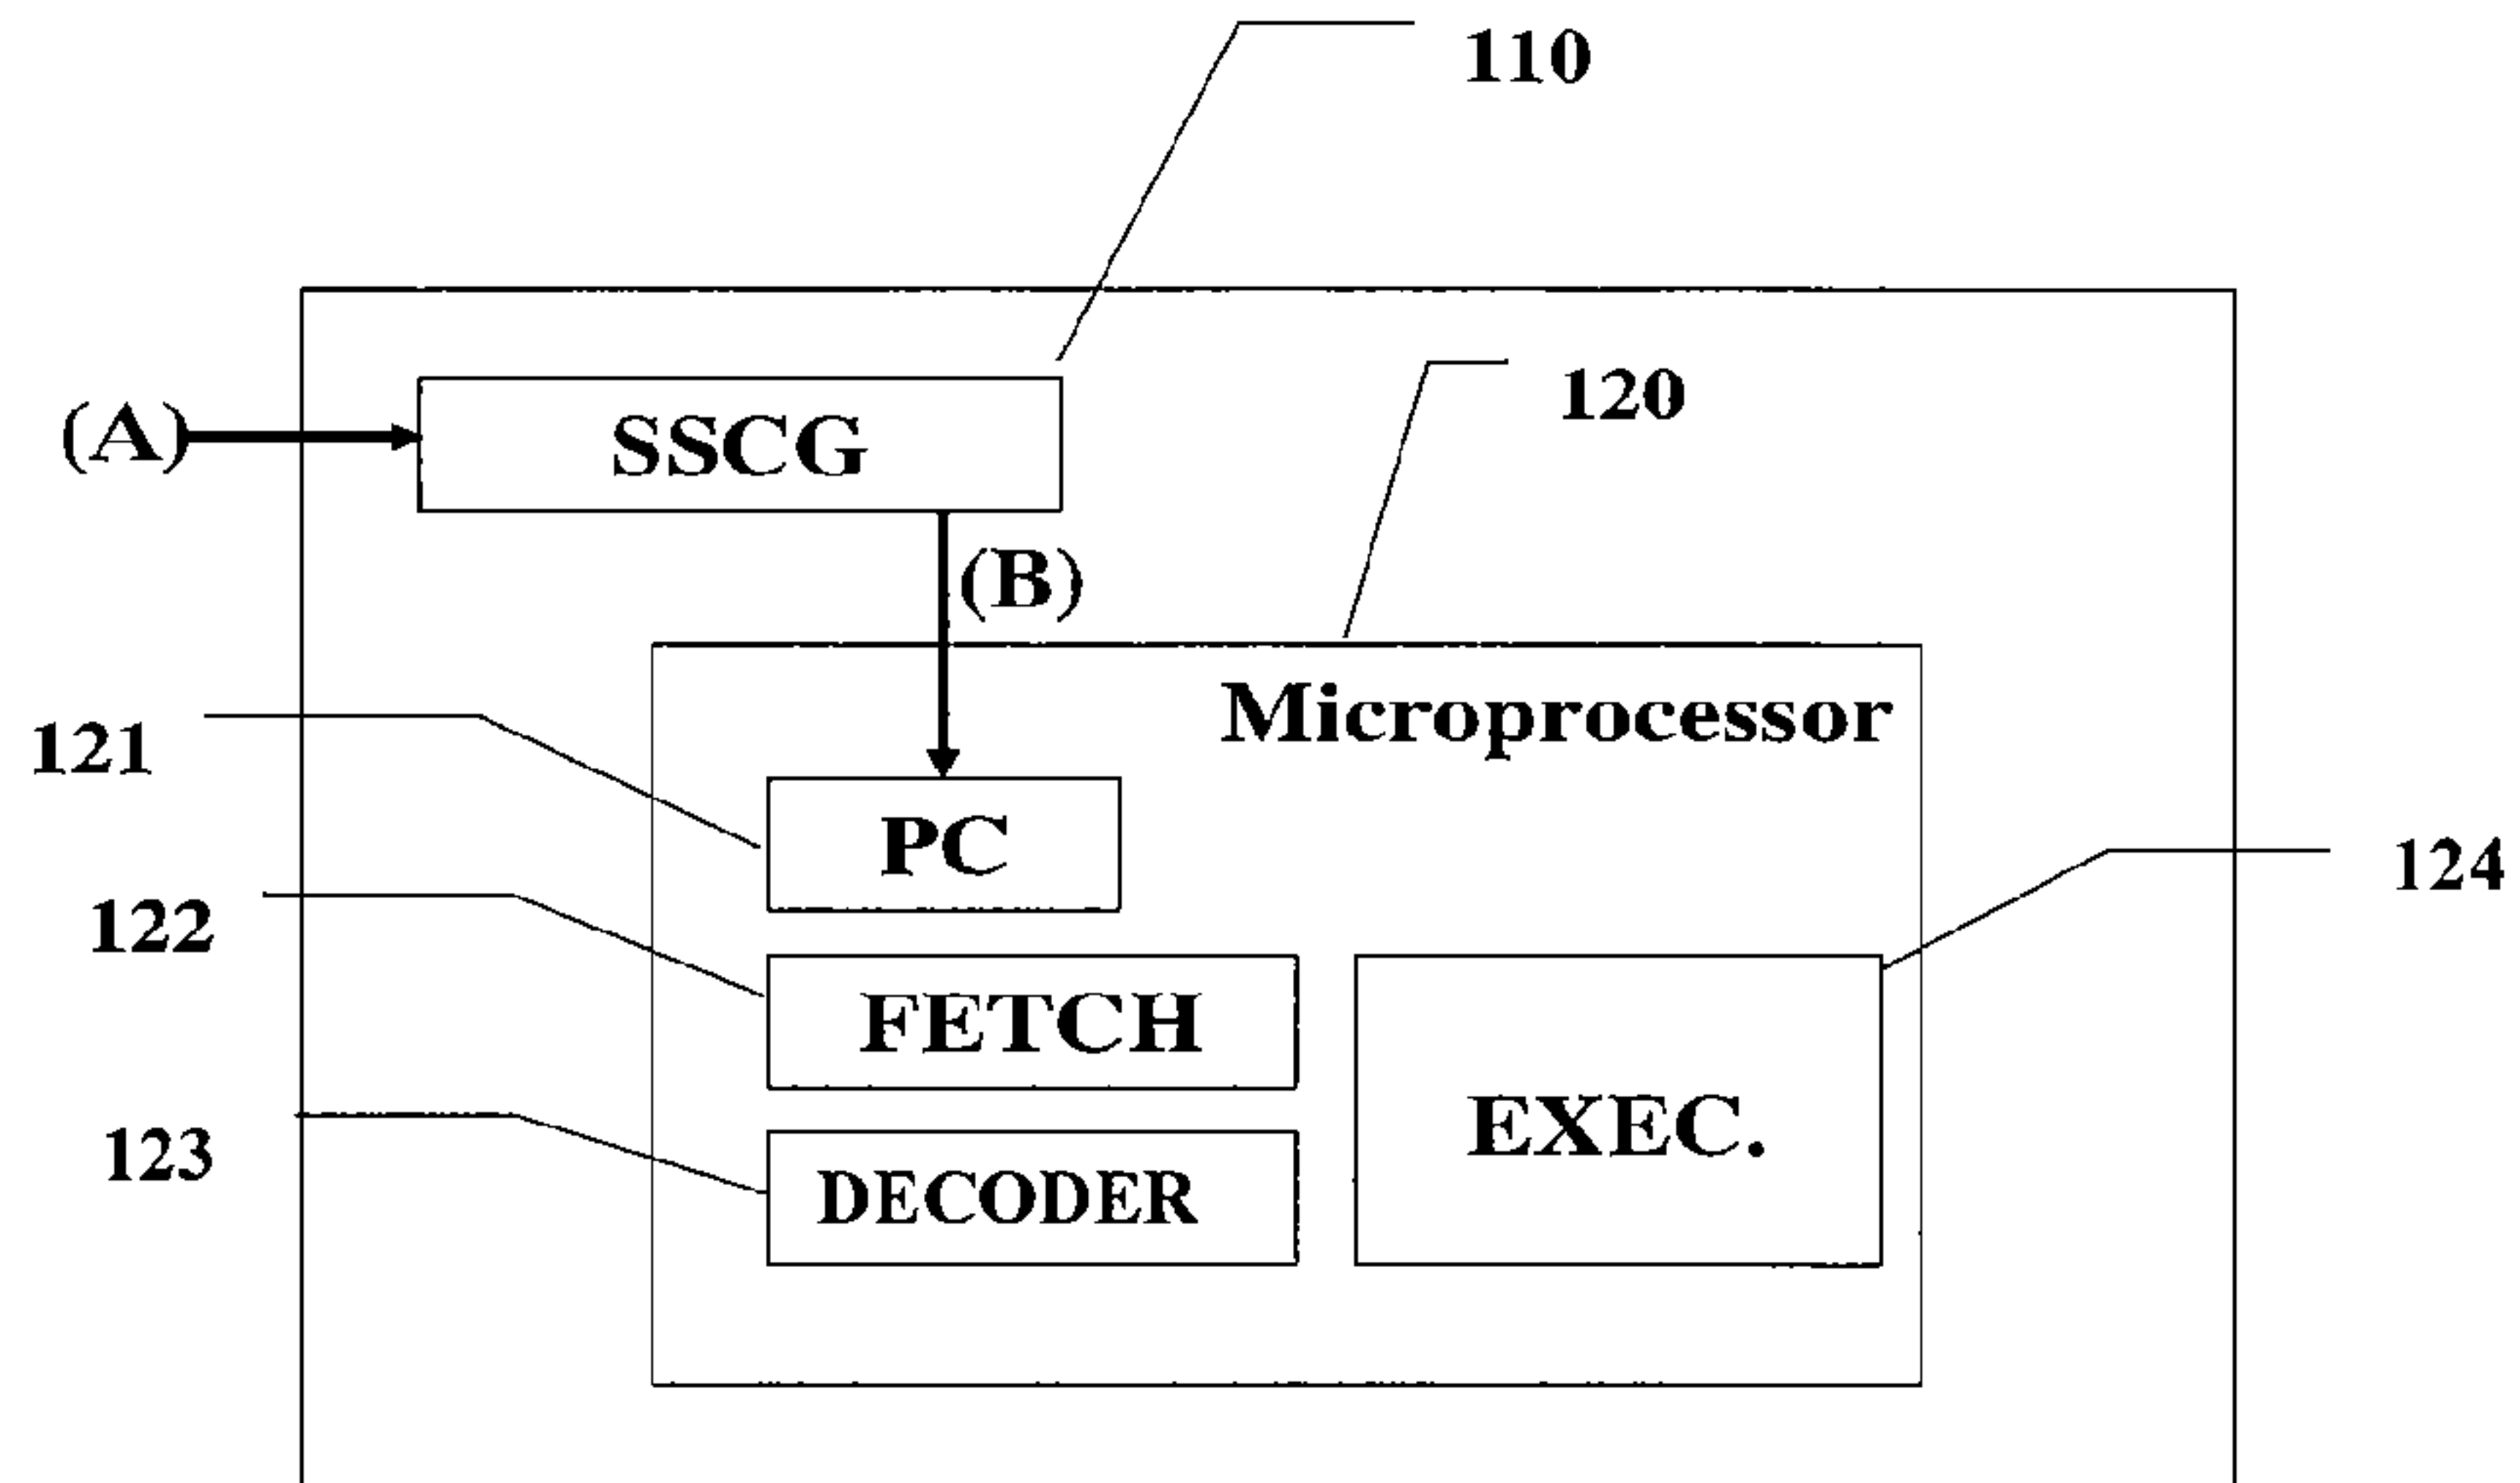 110
120
(A)
SSCG
(B)
Microprocessor
121
PC
124
122
FETCH
EXEC.
123
DECODER